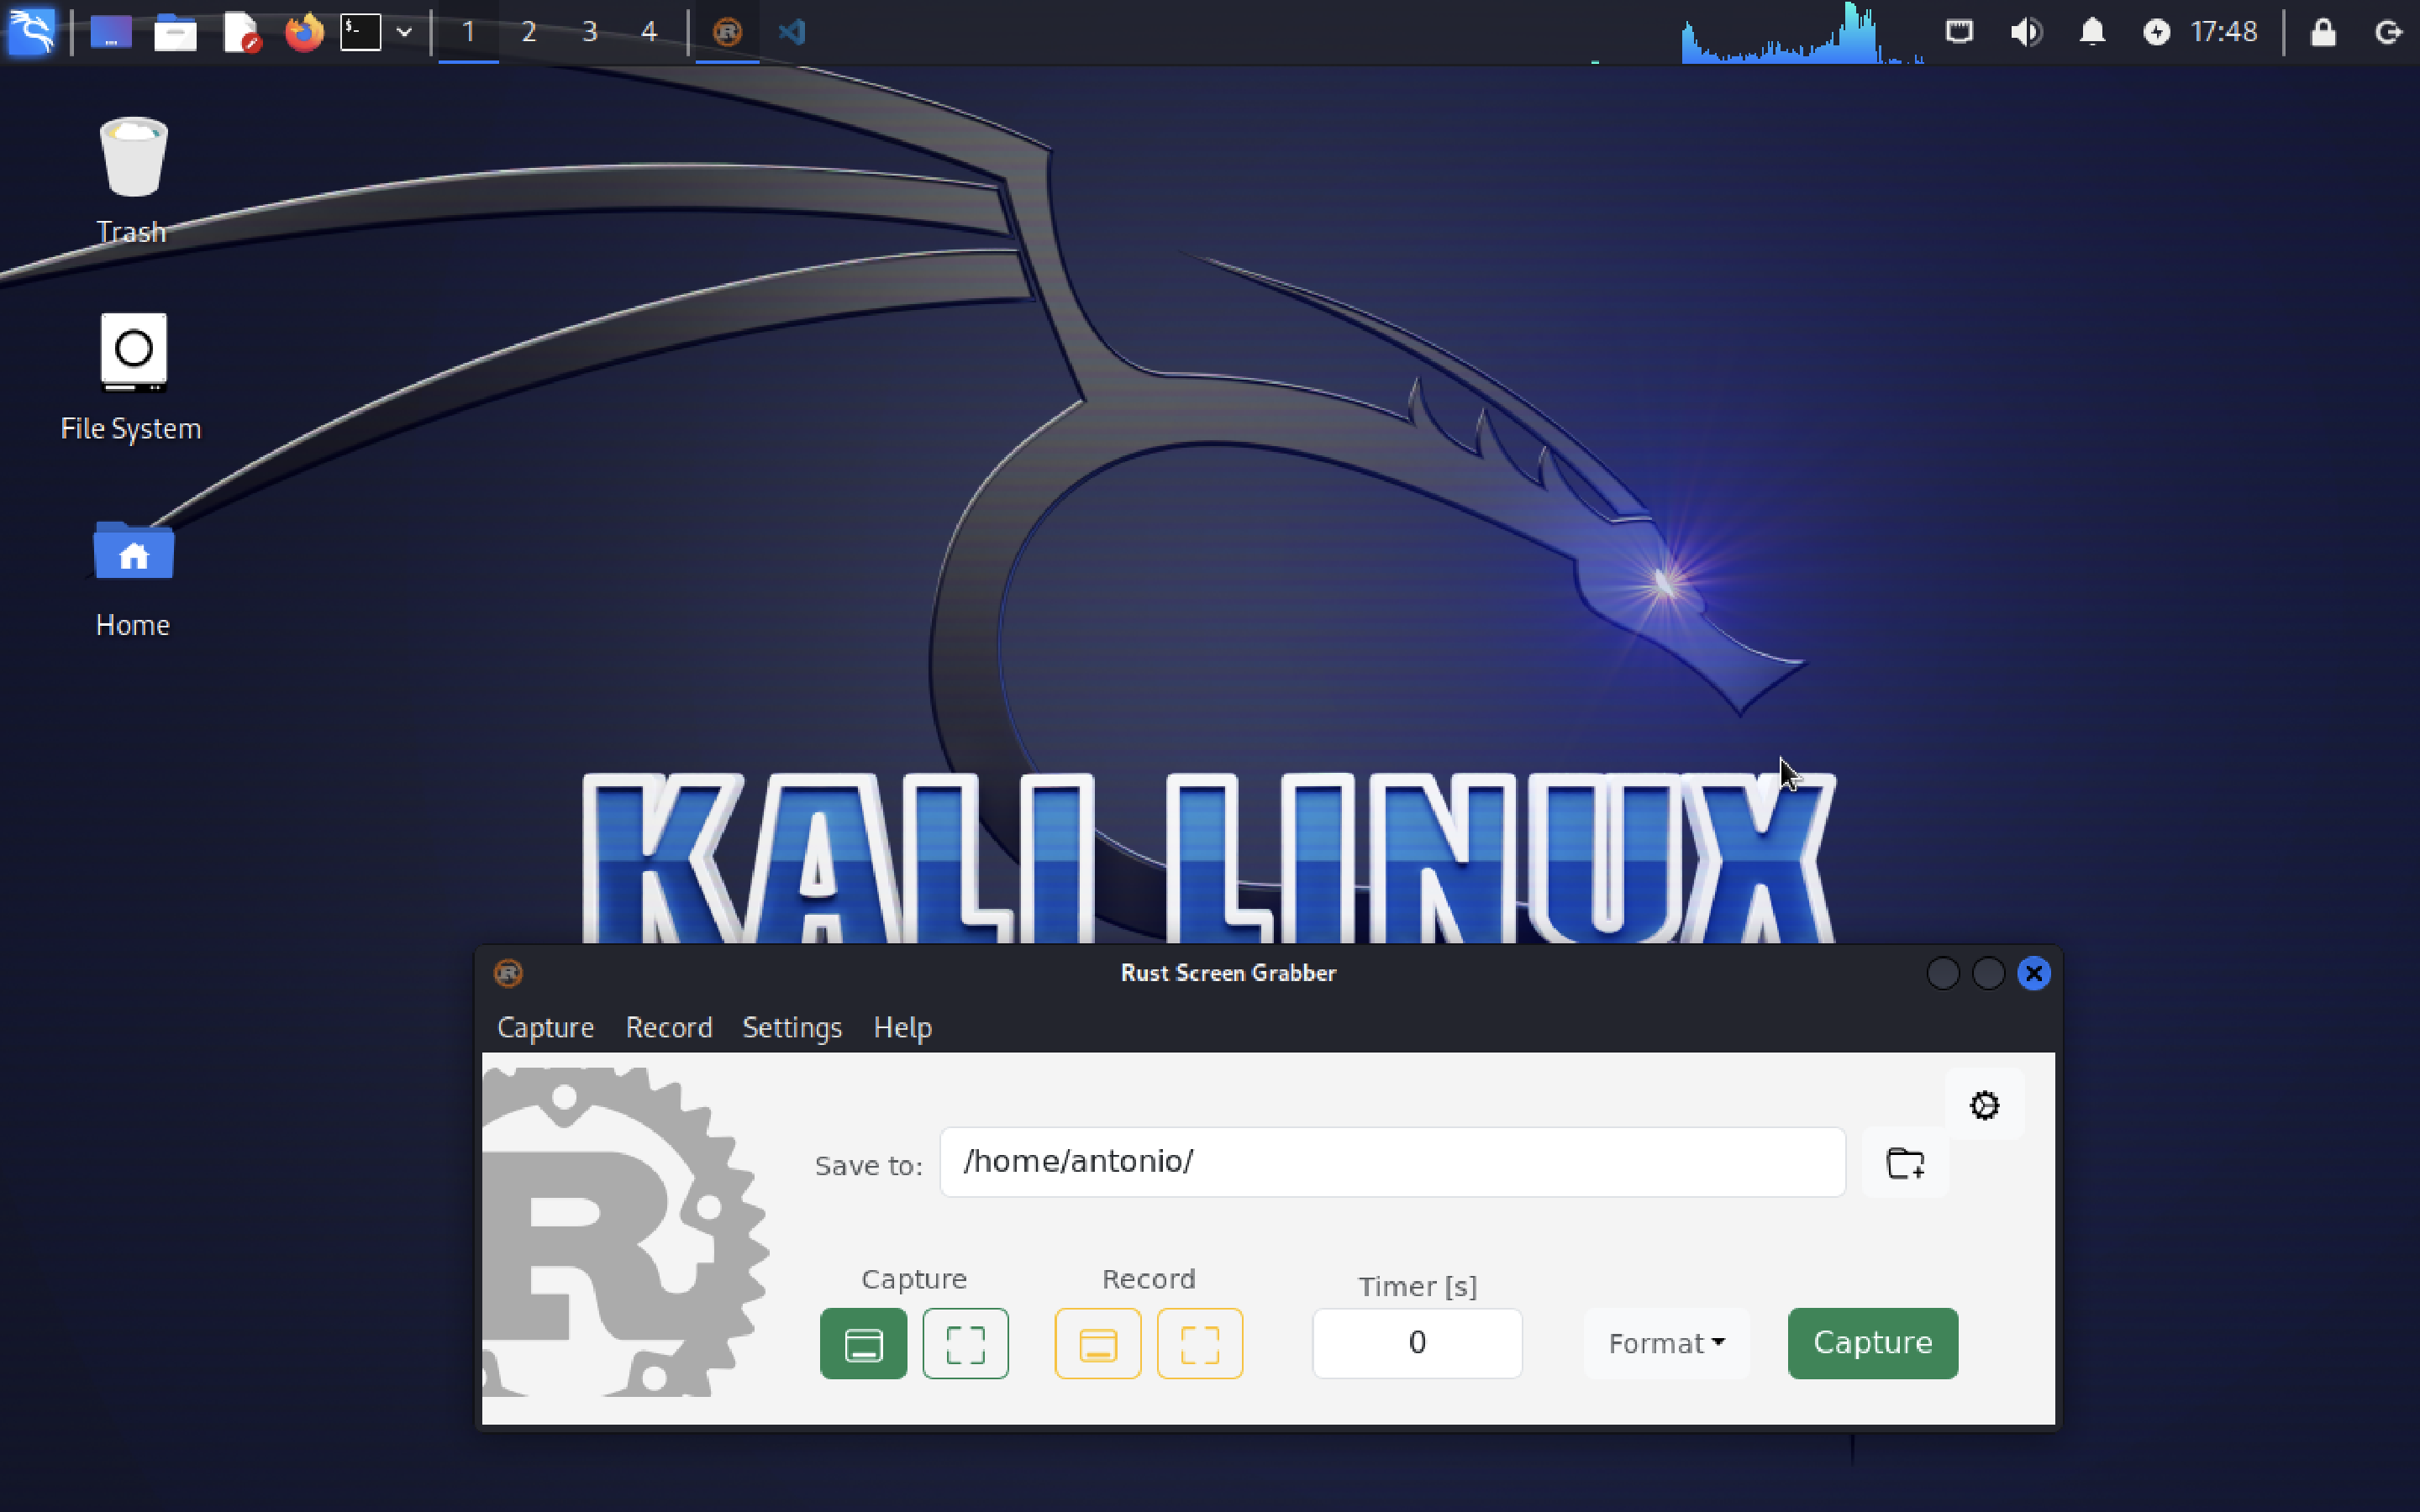 $-
1 2 3 4
17:48
Trash
File System
Home
KALI LINUX
R
Rust Screen Grabber
Capture Record Settings Help
R
Save to: /home/antonio/
Capture Record Timer [s]
0 Format Capture